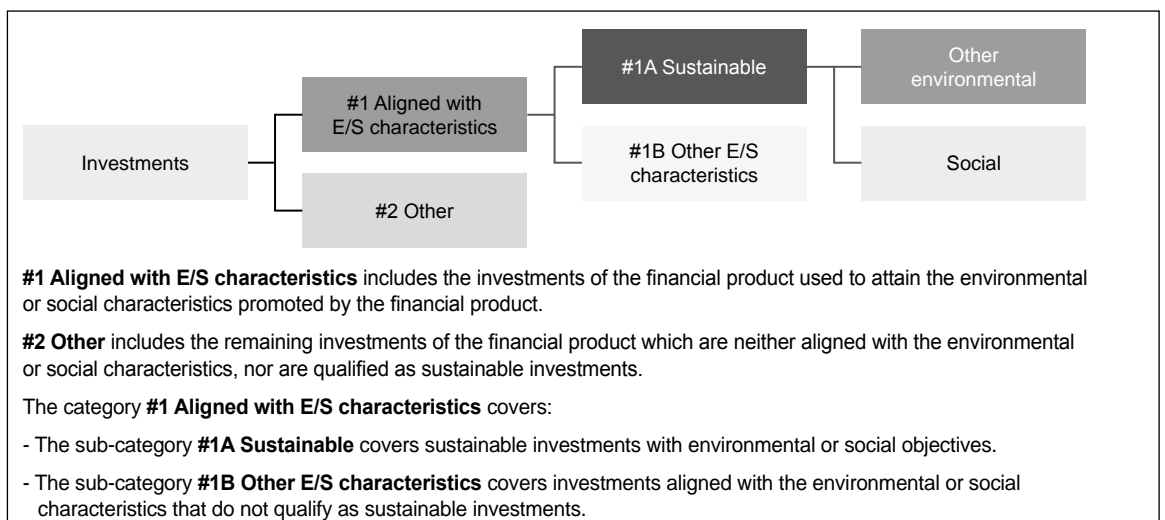 Investments
#1 Aligned with
E/S characteristics
#2 Other
#1A Sustainable
#1B Other E/S
characteristics
Other
environmental
Social
#1 Aligned with E/S characteristics includes the investments of the financial product used to attain the environmental
or social characteristics promoted by the financial product.
#2 Other includes the remaining investments of the financial product which are neither aligned with the environmental
or social characteristics, nor are qualified as sustainable investments.
The category #1 Aligned with E/S characteristics covers:
- The sub-category #1A Sustainable covers sustainable investments with environmental or social objectives.
- The sub-category #1B Other E/S characteristics covers investments aligned with the environmental or social
characteristics that do not qualify as sustainable investments.